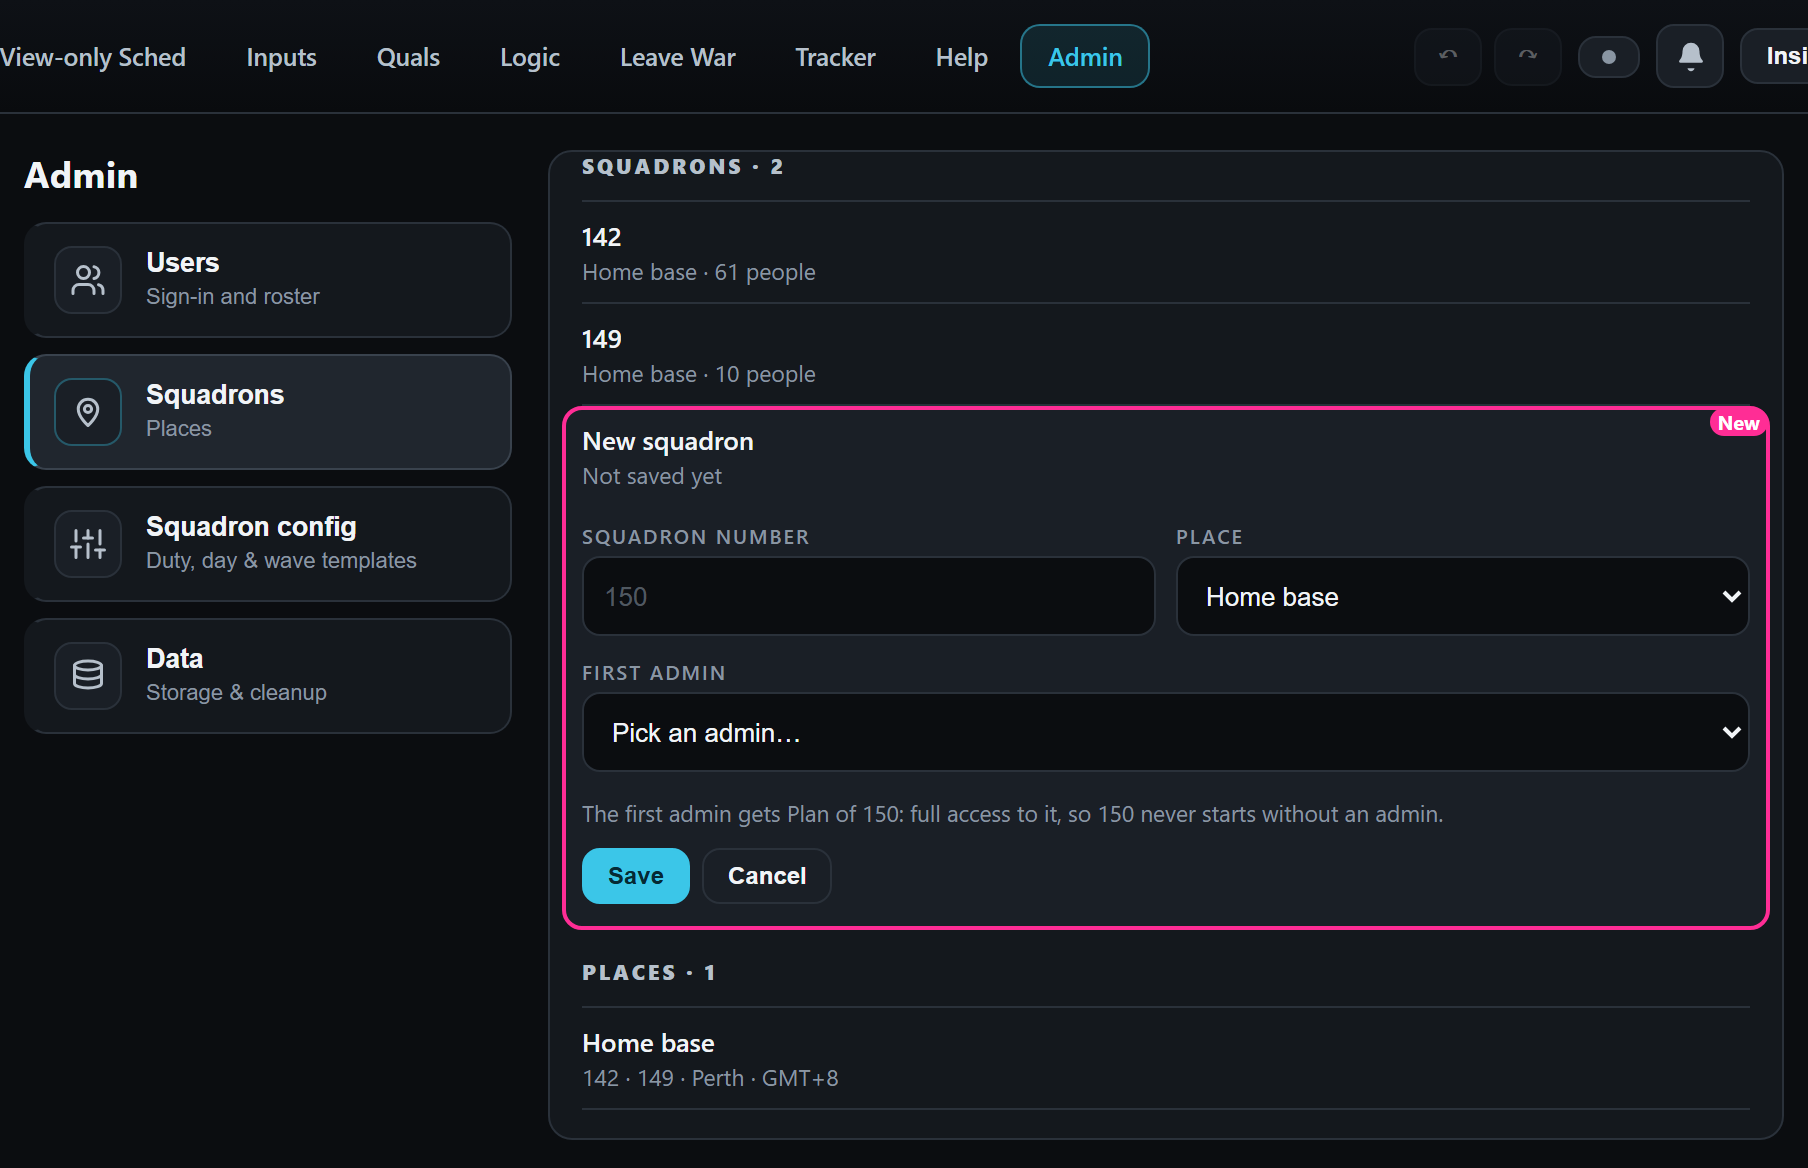 View-only Sched Inputs Quals Logic Leave War Tracker Help Admin Insi
Admin
Users
Sign-in and roster
Squadrons
Places
Squadron config
Duty, day & wave templates
Data
Storage & cleanup
SQUADRONS · 2
142
Home base · 61 people
149
Home base · 10 people
New
New squadron
Not saved yet
SQUADRON NUMBER PLACE
150 Home base
FIRST ADMIN
Pick an admin...
The first admin gets Plan of 150: full access to it, so 150 never starts without an admin.
Save Cancel
PLACES · 1
Home base
142 · 149 · Perth · GMT+8